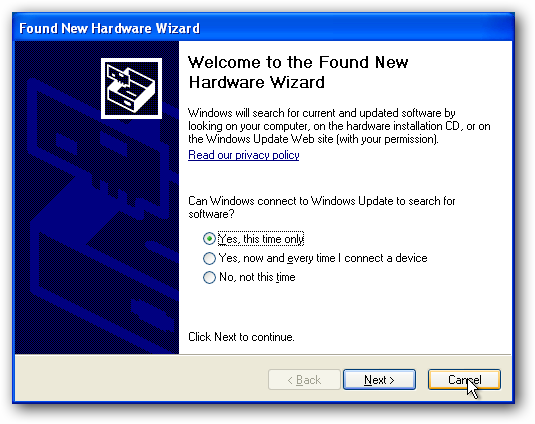 Found New Hardware Wizard
Welcome to the Found New
Hardware Wizard
Windows will search for current and updated software by
looking on your computer, on the hardware installation CD, or on
the Windows Update Web site (with your permission).
Read our privacy policy
Can Windows connect to Windows Update to search for
software?
Yes, this time only
Yes, now and every time I connect a device
No, not this time
Click Next to continue.
< Back
Next >
Cancel